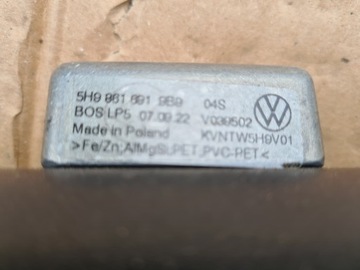 5H9 861 691 9B9 04S
BOS LP5 07.09.22 V039502
Made in Poland KVNTW5H9V01
>Fe/Zn;AlMgSi;PET,PVC-PET<